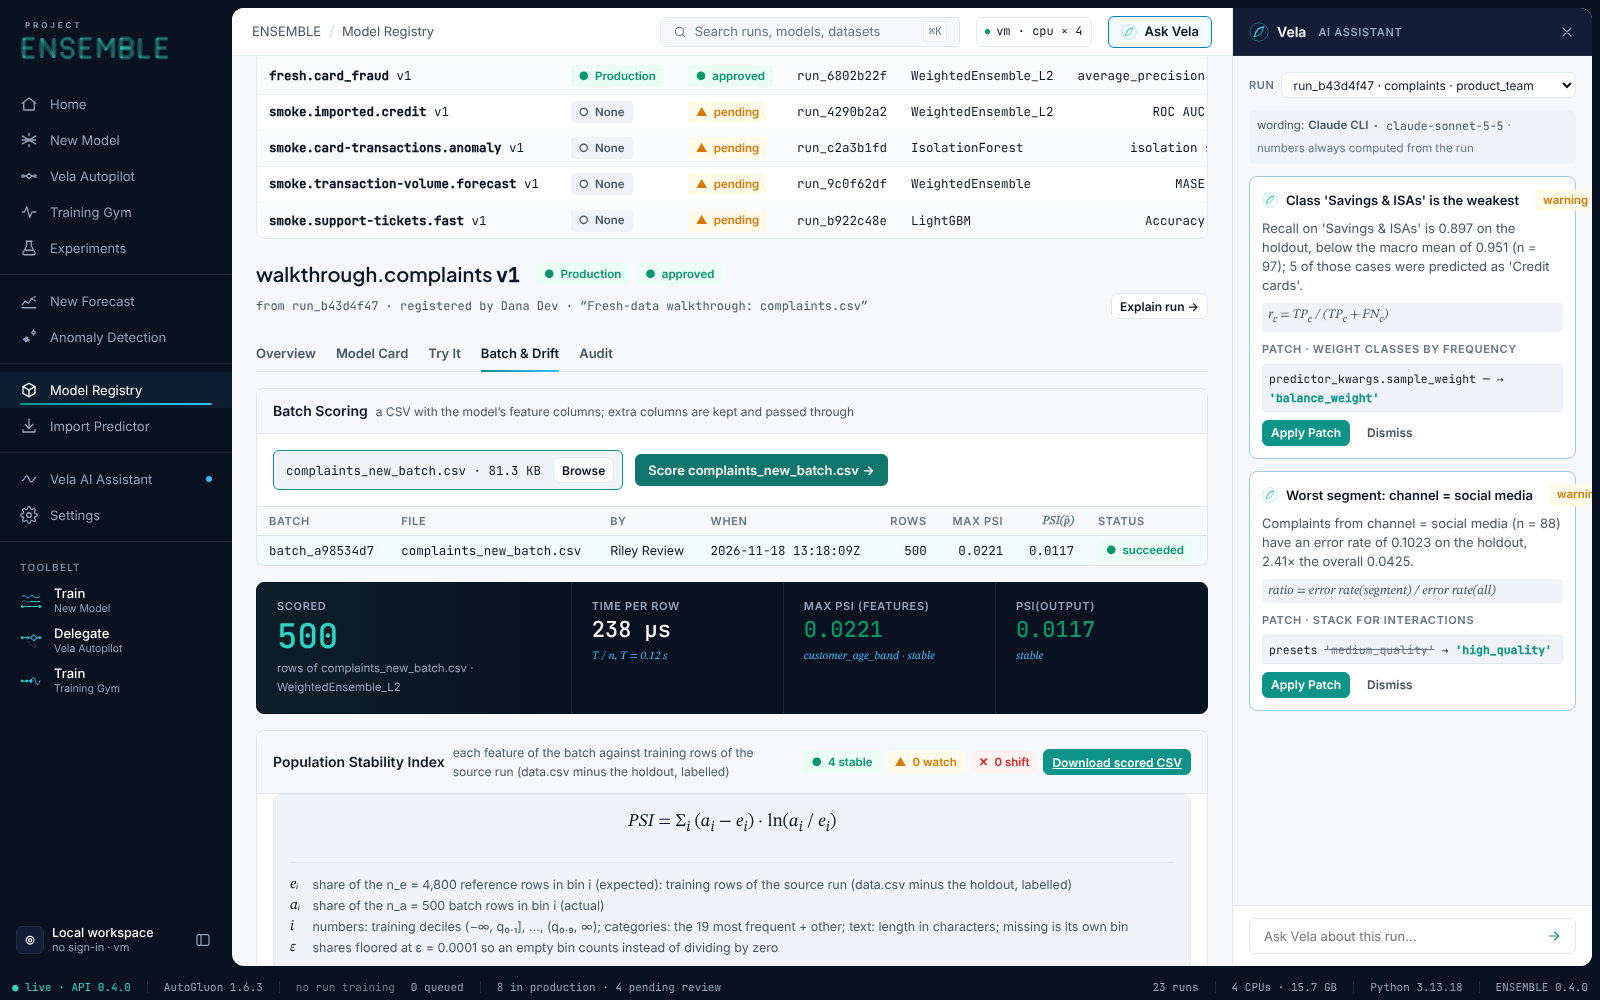 PROJECT
ENSEMBLE
Home
New Model
Vela Autopilot
Training Gym
Experiments
New Forecast
Anomaly Detection
Model Registry
Import Predictor
Vela AI Assistant
Settings
TOOLBELT
Train
New Model
Delegate
Vela Autopilot
Train
Training Gym
Local workspace
no sign-in · vm
ENSEMBLE / Model Registry
Search runs, models, datasets ⌘K
vm · cpu × 4
Ask Vela
fresh.card_fraud v1 Production approved run_6802b22f WeightedEnsemble_L2 average_precision
smoke.imported.credit v1 None pending run_4290b2a2 WeightedEnsemble_L2 ROC AUC
smoke.card-transactions.anomaly v1 None pending run_c2a3b1fd IsolationForest isolation
smoke.transaction-volume.forecast v1 None pending run_9c0f62df WeightedEnsemble MASE
smoke.support-tickets.fast v1 None pending run_b922c48e LightGBM Accuracy
walkthrough.complaints v1 Production approved
from run_b43d4f47 · registered by Dana Dev · “Fresh-data walkthrough: complaints.csv”
Explain run →
Overview Model Card Try It Batch & Drift Audit
Batch Scoring a CSV with the model’s feature columns; extra columns are kept and passed through
complaints_new_batch.csv · 81.3 KB Browse
Score complaints_new_batch.csv →
BATCH FILE BY WHEN ROWS MAX PSI PSI(p̂) STATUS
batch_a98534d7 complaints_new_batch.csv Riley Review 2026-11-18 13:18:09Z 500 0.0221 0.0117 succeeded
SCORED
500
rows of complaints_new_batch.csv ·
WeightedEnsemble_L2
TIME PER ROW
238 µs
T / n, T = 0.12 s
MAX PSI (FEATURES)
0.0221
customer_age_band · stable
PSI(OUTPUT)
0.0117
stable
Population Stability Index
each feature of the batch against training rows of the
source run (data.csv minus the holdout, labelled)
4 stable 0 watch 0 shift
Download scored CSV
PSI = Σᵢ (aᵢ − eᵢ) · ln(aᵢ / eᵢ)
eᵢ share of the n_e = 4,800 reference rows in bin i (expected): training rows of the source run (data.csv minus the holdout, labelled)
aᵢ share of the n_a = 500 batch rows in bin i (actual)
i numbers: training deciles (−∞, q₀.₁], …, (q₀.₉, ∞); categories: the 19 most frequent + other; text: length in characters; missing is its own bin
ε shares floored at ε = 0.0001 so an empty bin counts instead of dividing by zero
Vela AI ASSISTANT
RUN run_b43d4f47 · complaints · product_team
wording: Claude CLI · claude-sonnet-5-5 ·
numbers always computed from the run
Class 'Savings & ISAs' is the weakest warning
Recall on 'Savings & ISAs' is 0.897 on the
holdout, below the macro mean of 0.951 (n =
97); 5 of those cases were predicted as 'Credit
cards'.
r_c = TP_c / (TP_c + FN_c)
PATCH · WEIGHT CLASSES BY FREQUENCY
predictor_kwargs.sample_weight — →
'balance_weight'
Apply Patch Dismiss
Worst segment: channel = social media
Complaints from channel = social media (n = 88)
have an error rate of 0.1023 on the holdout,
2.41× the overall 0.0425.
ratio = error rate(segment) / error rate(all)
PATCH · STACK FOR INTERACTIONS
presets 'medium_quality' → 'high_quality'
Apply Patch Dismiss
Ask Vela about this run...
live · API 0.4.0 AutoGluon 1.6.3 no run training 0 queued 8 in production · 4 pending review 23 runs 4 CPUs · 15.7 GB Python 3.13.18 ENSEMBLE 0.4.0